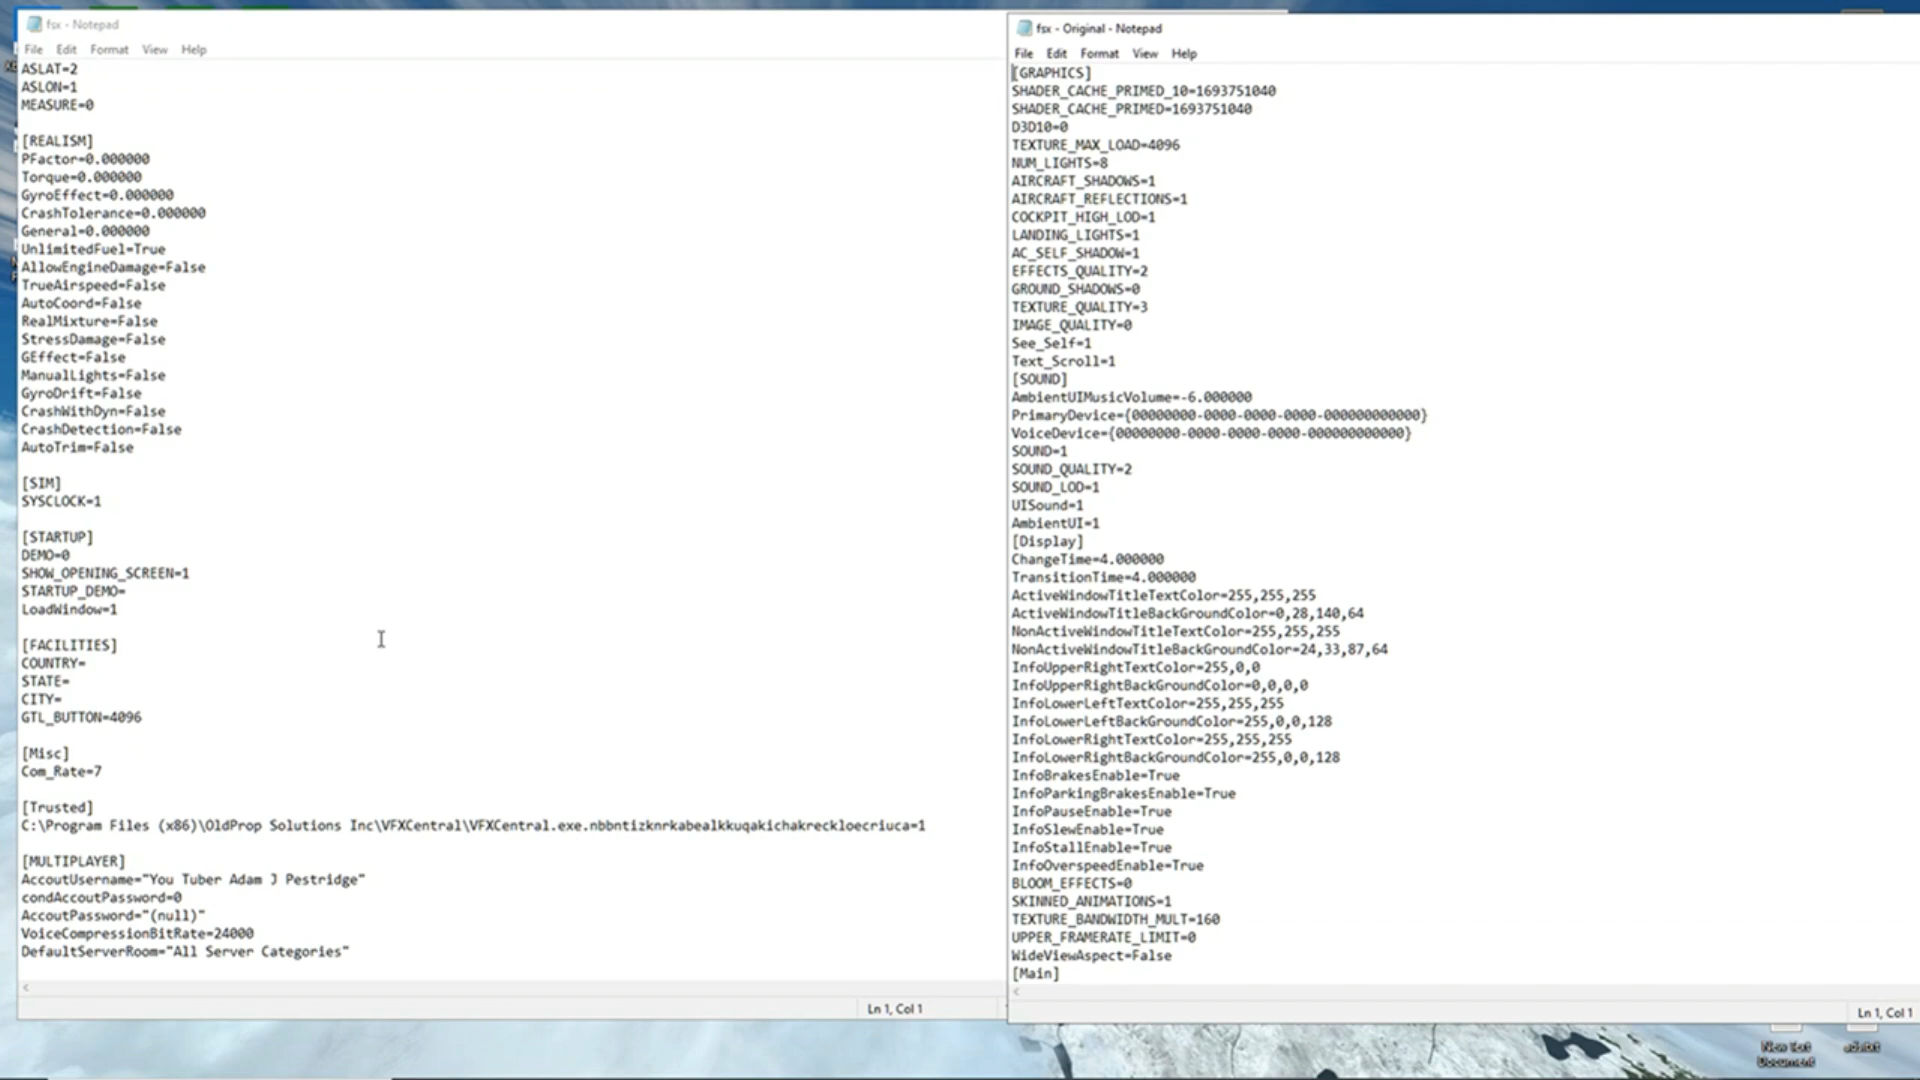 fsx - Notepad
File Edit Format View Help
ASLAT=2
ASLON=1
MEASURE=0
[REALISM]
PFactor=0.000000
Torque=0.000000
GyroEffect=0.000000
CrashTolerance=0.000000
General=0.000000
UnlimitedFuel=True
AllowEngineDamage=False
TrueAirspeed=False
AutoCoord=False
RealMixture=False
StressDamage=False
GEffect=False
ManualLights=False
GyroDrift=False
CrashWithDyn=False
CrashDetection=False
AutoTrim=False
[SIM]
SYSCLOCK=1
[STARTUP]
DEMO=0
SHOW_OPENING_SCREEN=1
STARTUP_DEMO=
LoadWindow=1
[FACILITIES]
COUNTRY=
STATE=
CITY=
GTL_BUTTON=4096
[Misc]
Com_Rate=7
[Trusted]
C:\Program Files (x86)\OldProp Solutions Inc\VFXCentral\VFXCentral.exe.nbbntizknrkabealkkuqakichakreckloecriuca=1
[MULTIPLAYER]
AccoutUsername="You Tuber Adam J Pestridge"
condAccoutPassword=0
AccoutPassword="(null)"
VoiceCompressionBitRate=24000
DefaultServerRoom="All Server Categories"
Ln 1, Col 1
fsx - Original - Notepad
File Edit Format View Help
[GRAPHICS]
SHADER_CACHE_PRIMED_10=1693751040
SHADER_CACHE_PRIMED=1693751040
D3D10=0
TEXTURE_MAX_LOAD=4096
NUM_LIGHTS=8
AIRCRAFT_SHADOWS=1
AIRCRAFT_REFLECTIONS=1
COCKPIT_HIGH_LOD=1
LANDING_LIGHTS=1
AC_SELF_SHADOW=1
EFFECTS_QUALITY=2
GROUND_SHADOWS=0
TEXTURE_QUALITY=3
IMAGE_QUALITY=0
See_Self=1
Text_Scroll=1
[SOUND]
AmbientUIMusicVolume=-6.000000
PrimaryDevice={00000000-0000-0000-0000-000000000000}
VoiceDevice={00000000-0000-0000-0000-000000000000}
SOUND=1
SOUND_QUALITY=2
SOUND_LOD=1
UISound=1
AmbientUI=1
[Display]
ChangeTime=4.000000
TransitionTime=4.000000
ActiveWindowTitleTextColor=255,255,255
ActiveWindowTitleBackGroundColor=0,28,140,64
NonActiveWindowTitleTextColor=255,255,255
NonActiveWindowTitleBackGroundColor=24,33,87,64
InfoUpperRightTextColor=255,0,0
InfoUpperRightBackGroundColor=0,0,0,0
InfoLowerLeftTextColor=255,255,255
InfoLowerLeftBackGroundColor=255,0,0,128
InfoLowerRightTextColor=255,255,255
InfoLowerRightBackGroundColor=255,0,0,128
InfoBrakesEnable=True
InfoParkingBrakesEnable=True
InfoPauseEnable=True
InfoSlewEnable=True
InfoStallEnable=True
InfoOverspeedEnable=True
BLOOM_EFFECTS=0
SKINNED_ANIMATIONS=1
TEXTURE_BANDWIDTH_MULT=160
UPPER_FRAMERATE_LIMIT=0
WideViewAspect=False
[Main]
Ln 1, Col 1
New Text
Document